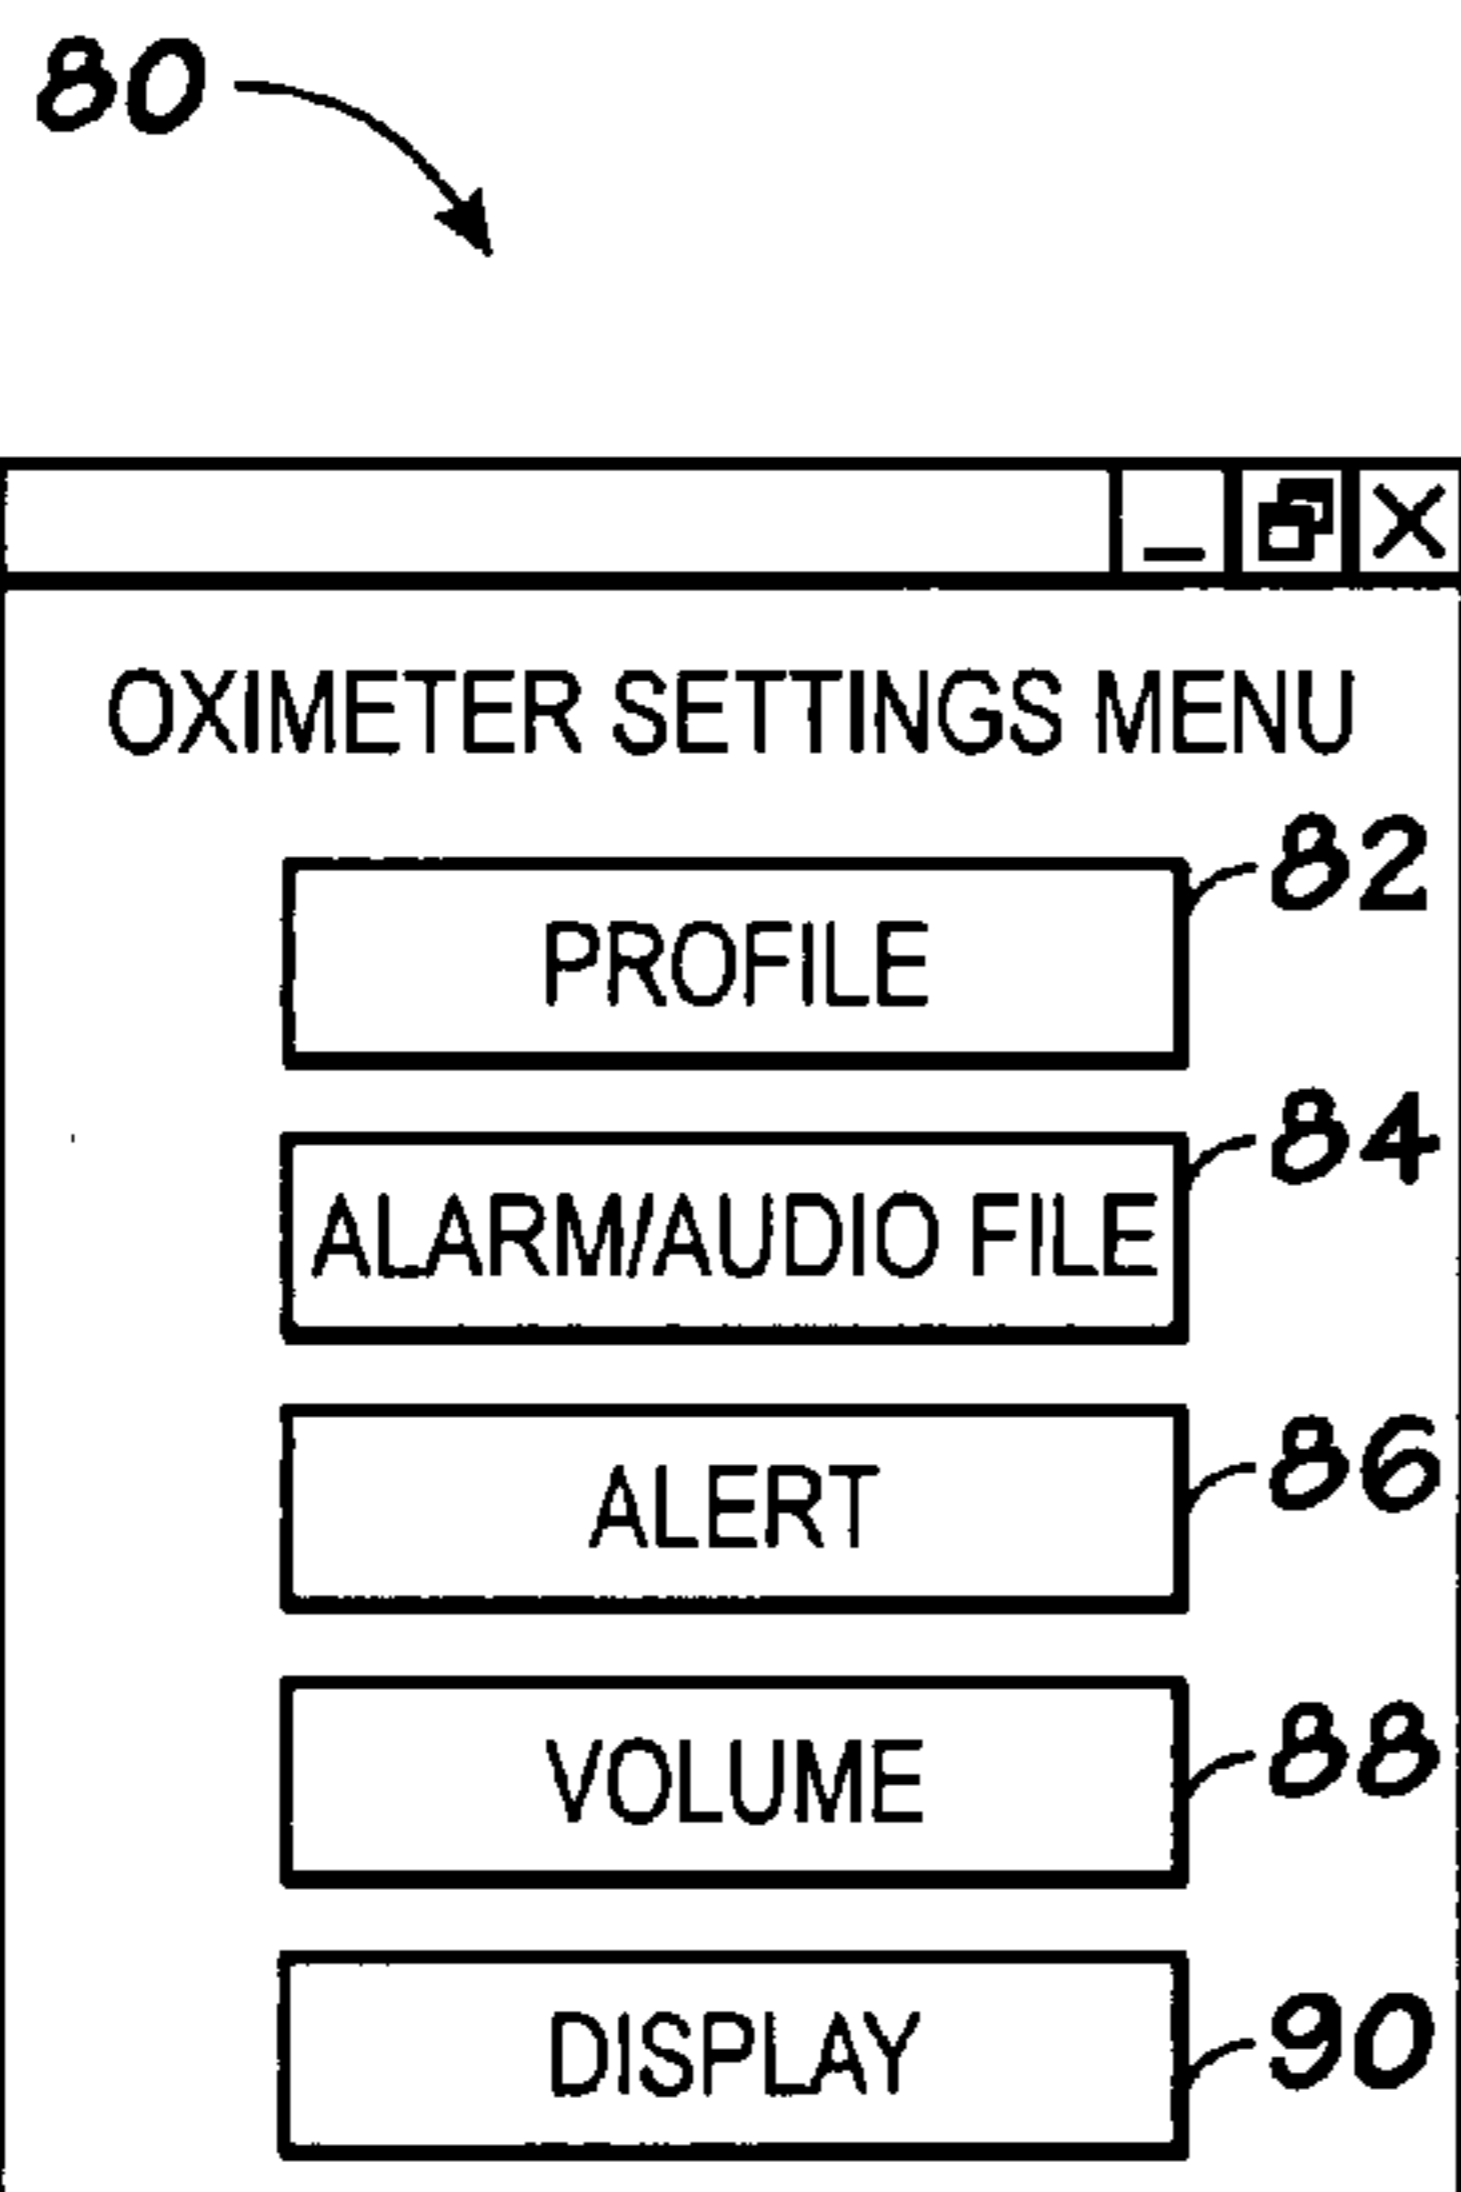 80
OXIMETER SETTINGS MENU
82
PROFILE
84
ALARM/AUDIO FILE
86
ALERT
88
VOLUME
90
DISPLAY